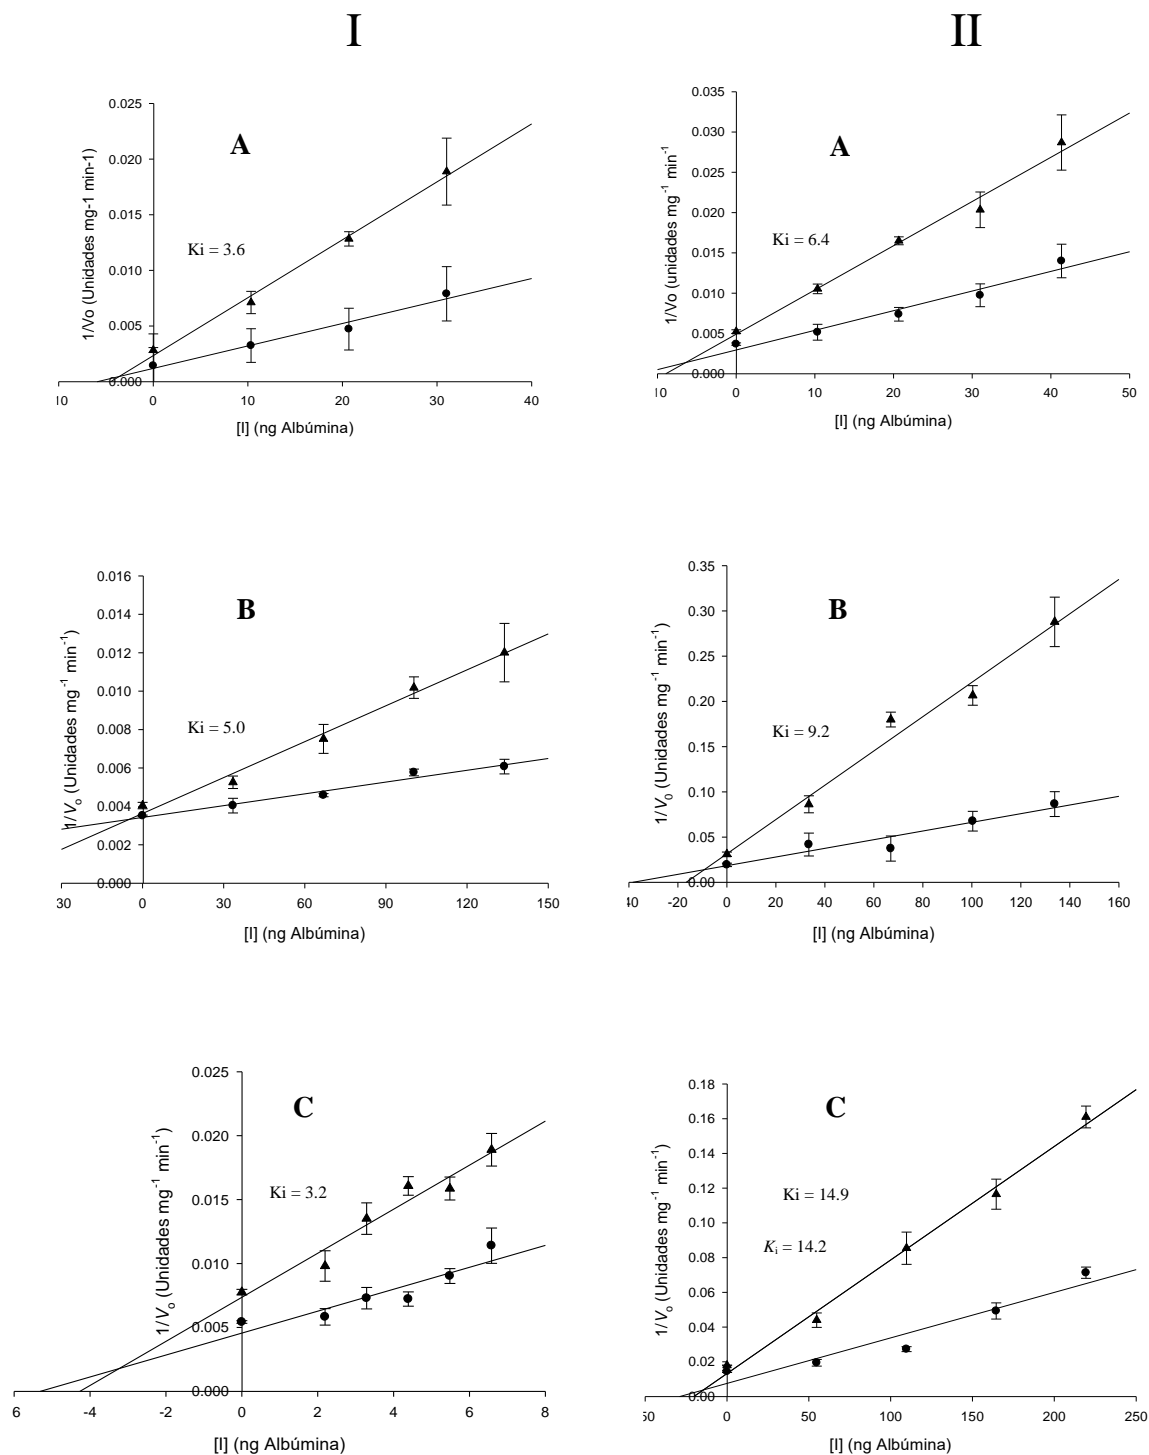 I
II
0.025
0.020
0.015
0.010
0.005
0.000
A
Ki = 3.6
1/Vo (Unidades mg-1 min-1)
10 0 10 20 30 40
[I] (ng Albúmina)
0.035
0.030
0.025
0.020
0.015
0.010
0.005
0.000
A
Ki = 6.4
1/Vo (unidades mg-1 min-1
10 0 10 20 30 40 50
[I] (ng Albúmina)
0.016
0.014
0.012
0.010
0.008
0.006
0.004
0.002
0.000
B
Ki = 5.0
1/Vo (Unidades mg-1 min-1)
30 0 30 60 90 120 150
[I] (ng Albúmina)
0.35
0.30
0.25
0.20
0.15
0.10
0.05
0.00
B
Ki = 9.2
1/Vo (Unidades mg-1 min-1)
40 -20 0 20 40 60 80 100 120 140 160
[I] (ng Albúmina)
0.025
0.020
0.015
0.010
0.005
0.000
C
Ki = 3.2
1/Vo (Unidades mg-1 min-1)
6 -4 -2 0 2 4 6 8
[I] (ng Albúmina)
0.18
0.16
0.14
0.12
0.10
0.08
0.06
0.04
0.02
0.00
C
Ki = 14.9
Ki = 14.2
1/Vo (Unidades mg-1 min-1)
50 0 50 100 150 200 250
[I] (ng Albúmina)